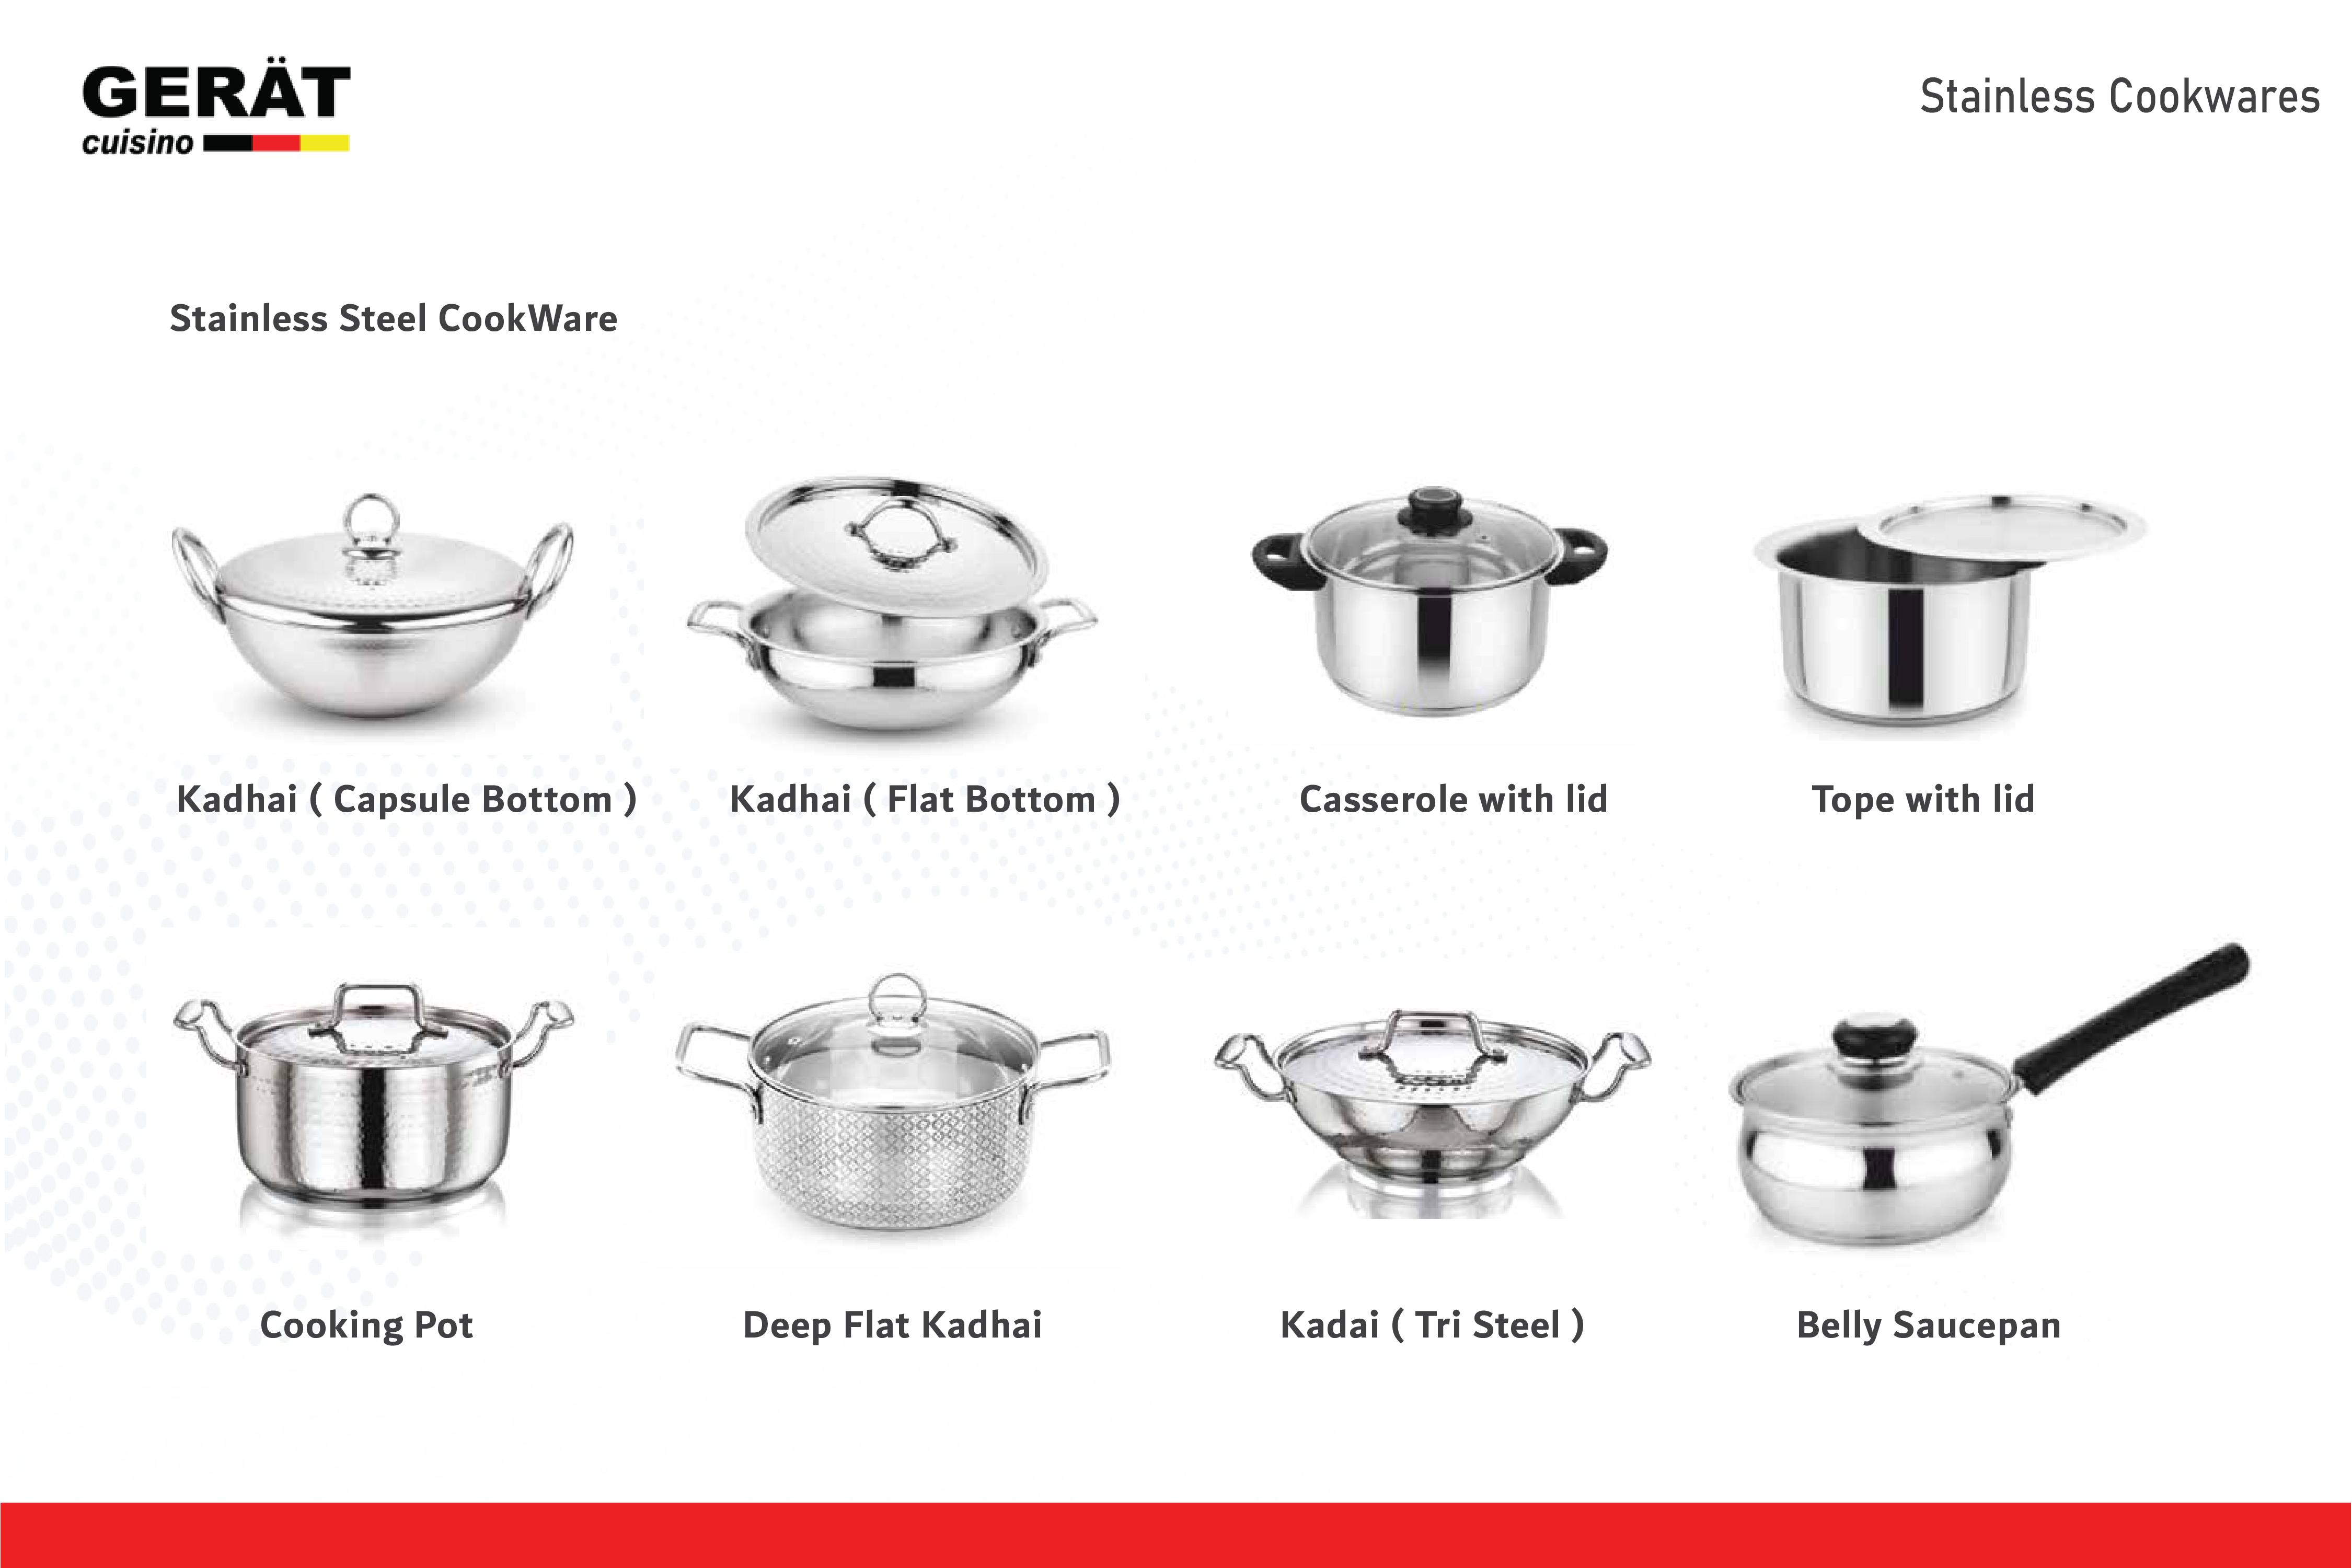 GERÄT
cuisino
Stainless Cookwares
Stainless Steel CookWare
Kadhai ( Capsule Bottom )
Kadhai ( Flat Bottom )
Casserole with lid
Tope with lid
Cooking Pot
Deep Flat Kadhai
Kadai ( Tri Steel )
Belly Saucepan